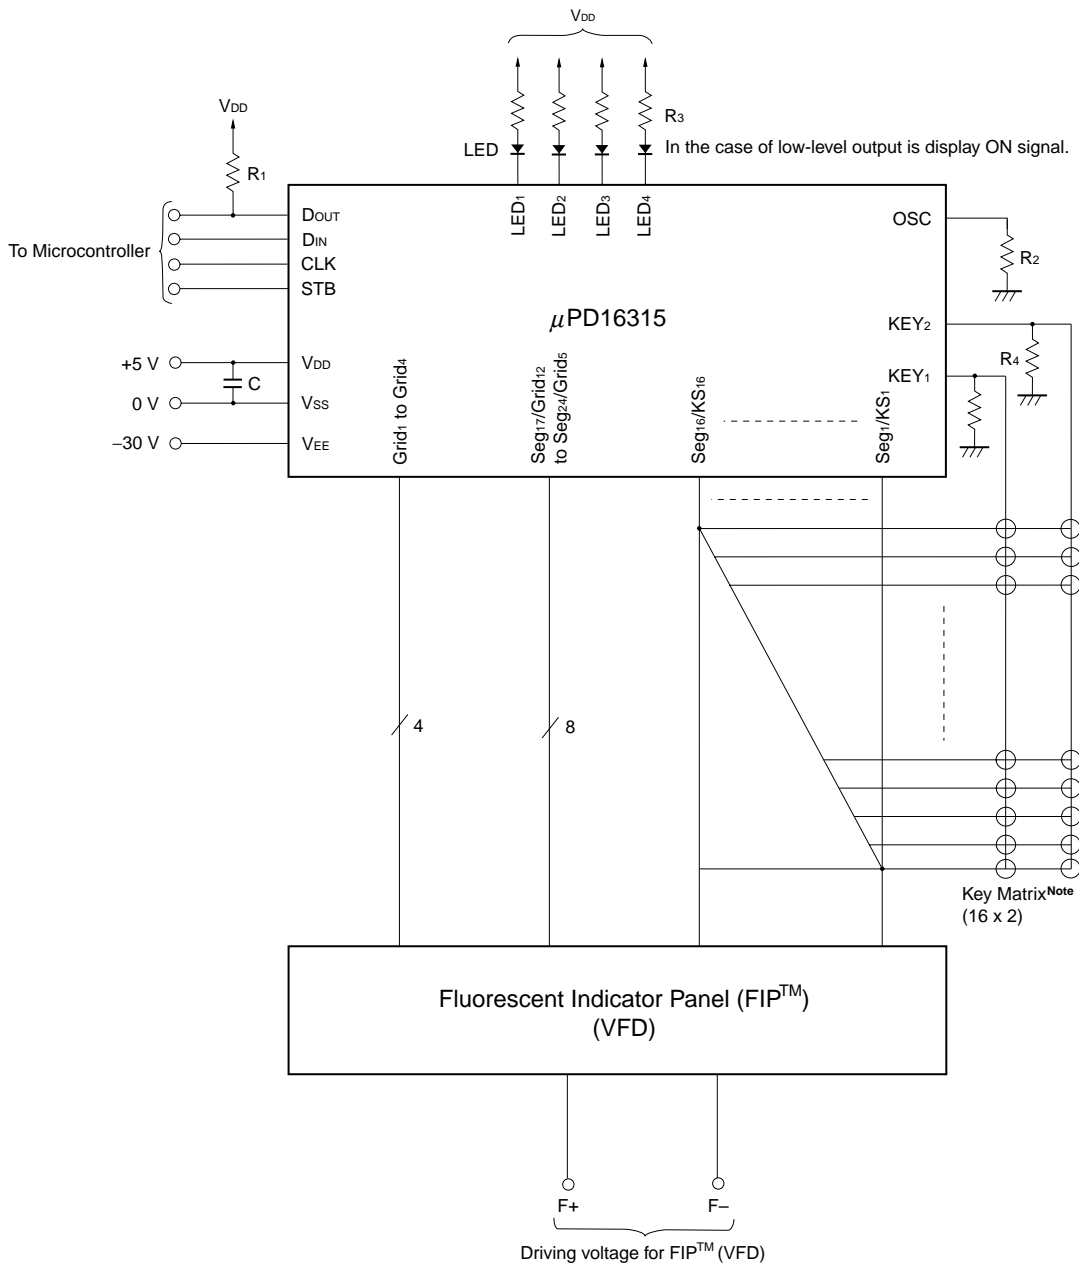 VDD
VDD
R1
LED
R3
In the case of low-level output is display ON signal.
LED1
LED2
LED3
LED4
To Microcontroller
DOUT
DIN
CLK
STB
OSC
R2
μPD16315
KEY2
KEY1
R4
+5 V
0 V
−30 V
C
VDD
VSS
VEE
Grid1 to Grid4
Seg17/Grid12
to Seg24/Grid5
Seg16/KS16
Seg1/KS1
4
8
Key MatrixNote
(16 x 2)
Fluorescent Indicator Panel (FIPTM)
(VFD)
F+
F−
Driving voltage for FIPTM (VFD)